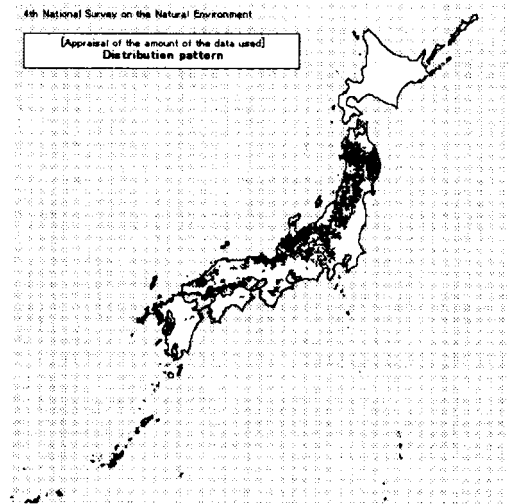 4th National Survey on the Natural Environment
[Appraisal of the amount of the data used]
Distribution pattern